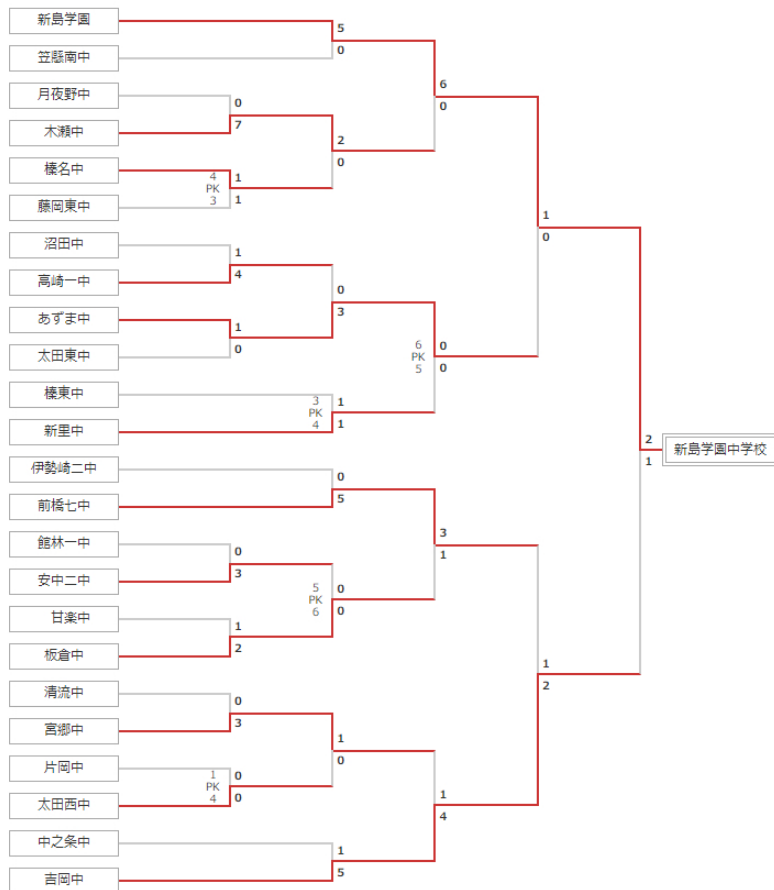 新島学園
笠懸南中
月夜野中
木瀬中
榛名中
藤岡東中
沼田中
高崎一中
あずま中
太田東中
榛東中
新里中
伊勢崎二中
前橋七中
館林一中
安中二中
甘楽中
板倉中
清流中
宮郷中
片岡中
太田西中
中之条中
吉岡中
0
7
4
PK
3
1
1
1
4
1
0
0
3
1
2
0
3
1
PK
4
0
0
5
0
2
0
0
3
3
PK
4
1
1
0
5
5
PK
6
0
0
1
0
1
5
6
0
6
PK
5
0
0
3
1
1
4
1
0
1
2
2
1
新島学園中学校